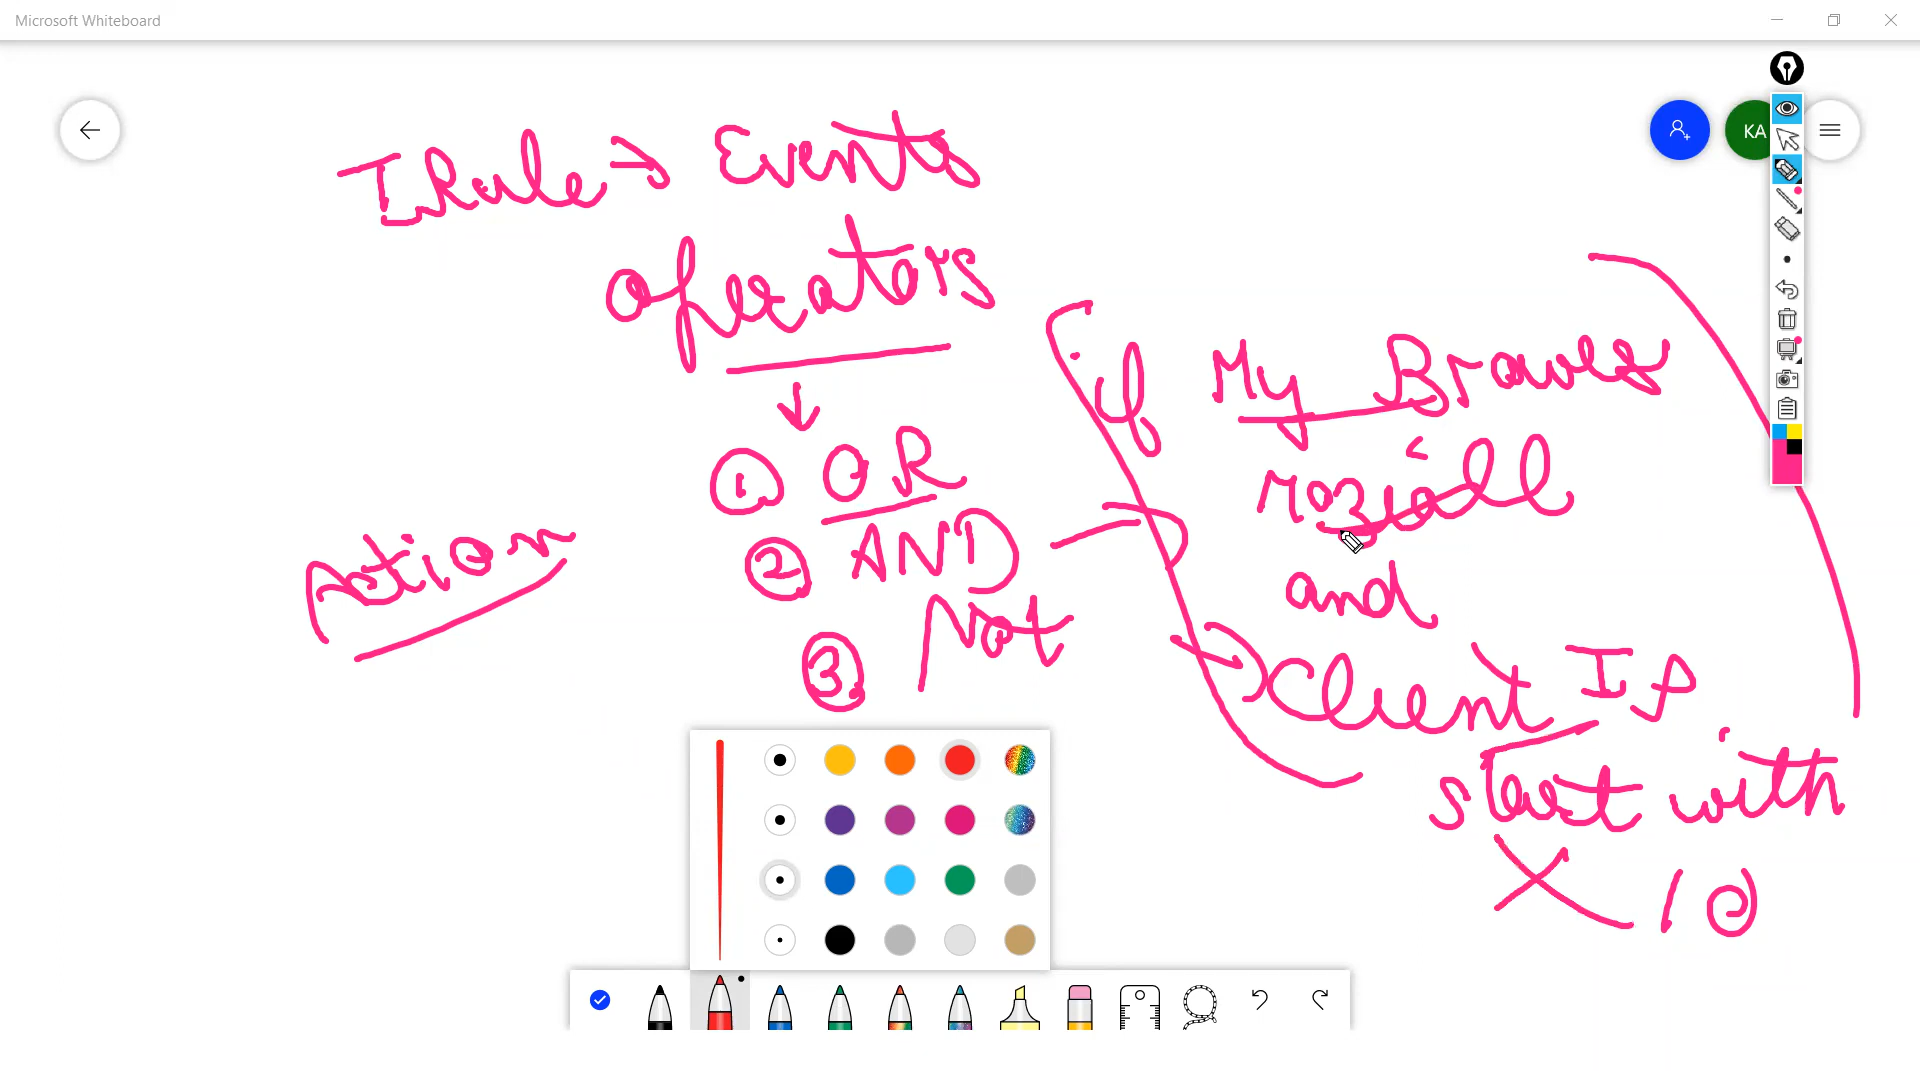 Microsoft Whiteboard
KA
IRule → Events
Operators
↓
① OR
② AND
③ Not
Action
if My Browser
mozilla
and
Client IP
start with
10